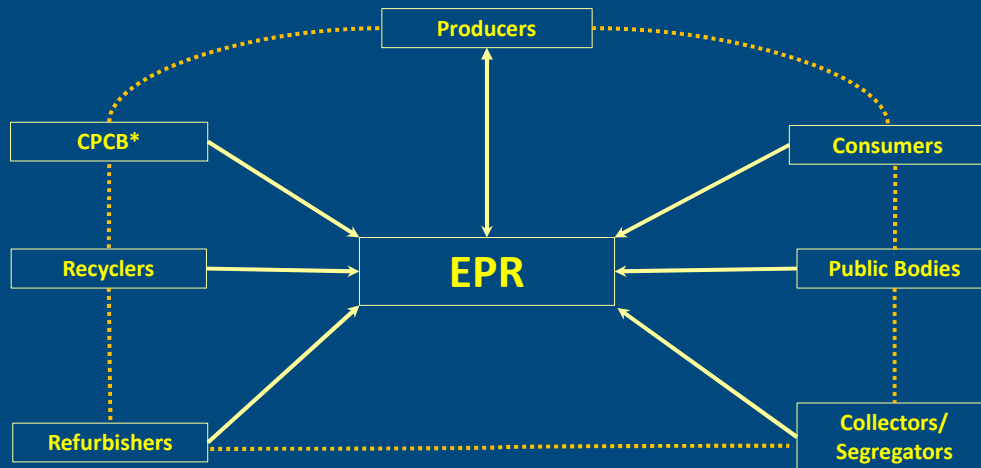 Producers
CPCB*
Consumers
Recyclers
EPR
Public Bodies
Refurbishers
Collectors/
Segregators